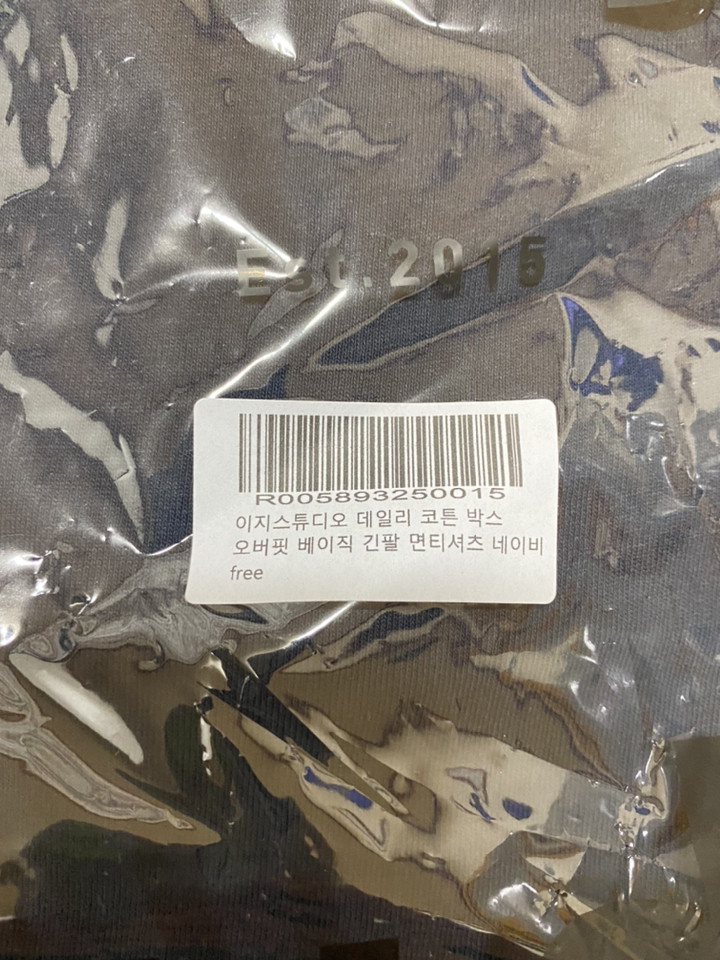 Est.2015
R005893250015
이지스튜디오 데일리 코튼 박스
오버핏 베이직 긴팔 면티셔츠 네이비
free